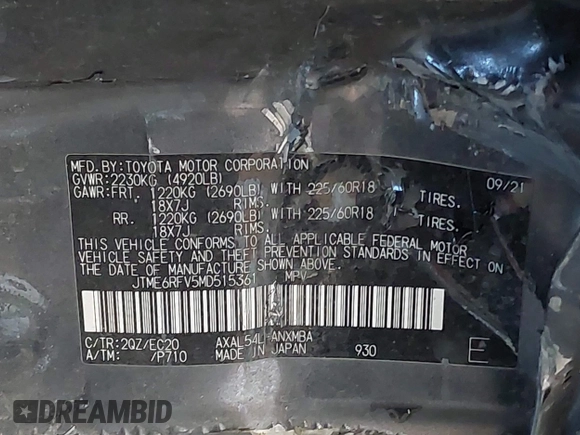 MFD.BY:TOYOTA MOTOR CORPORATION
GVWR:2230KG (4920LB) 09/21
GAWR:FRT. 1220KG (2690LB) WITH 225/60R18 TIRES.
18X7J RIMS.
RR. 1220KG (2690LB) WITH 225/60R18 TIRES.
18X7J RIMS.
THIS VEHICLE CONFORMS TO ALL APPLICABLE FEDERAL MOTOR
VEHICLE SAFETY AND THEFT PREVENTION STANDARDS IN EFFECT
ON THE DATE OF MANUFACTURE SHOWN ABOVE.
JTME6RFV5MD515361 MPV
C/TR:2QZ/EC20 AXAL54L-ANXMBA
A/TM: /P710 MADE IN JAPAN 930 E
DREAMBID